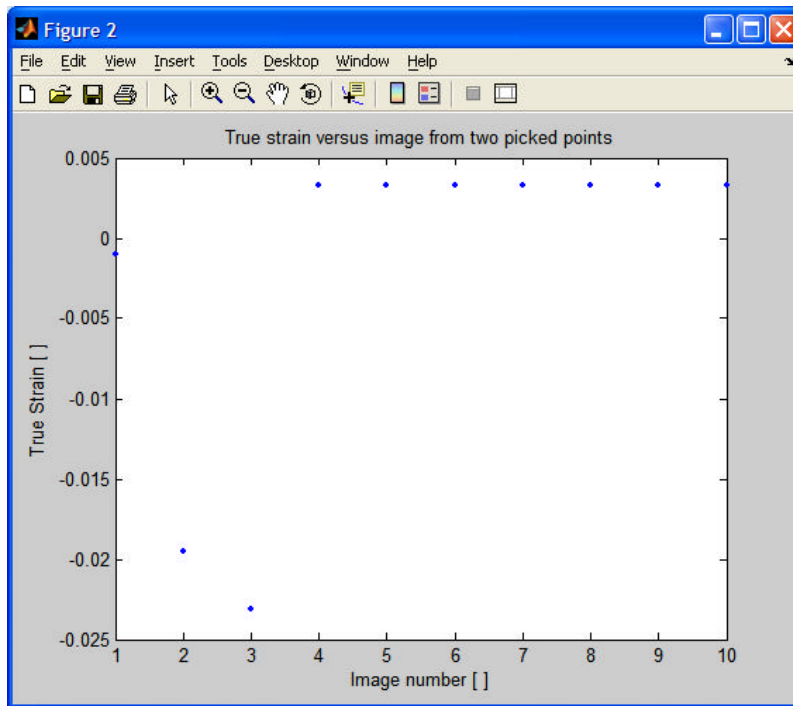 Figure 2
File Edit View Insert Tools Desktop Window Help
True strain versus image from two picked points
0.005
0
-0.005
-0.01
-0.015
-0.02
-0.025
True Strain [ ]
1 2 3 4 5 6 7 8 9 10
Image number [ ]